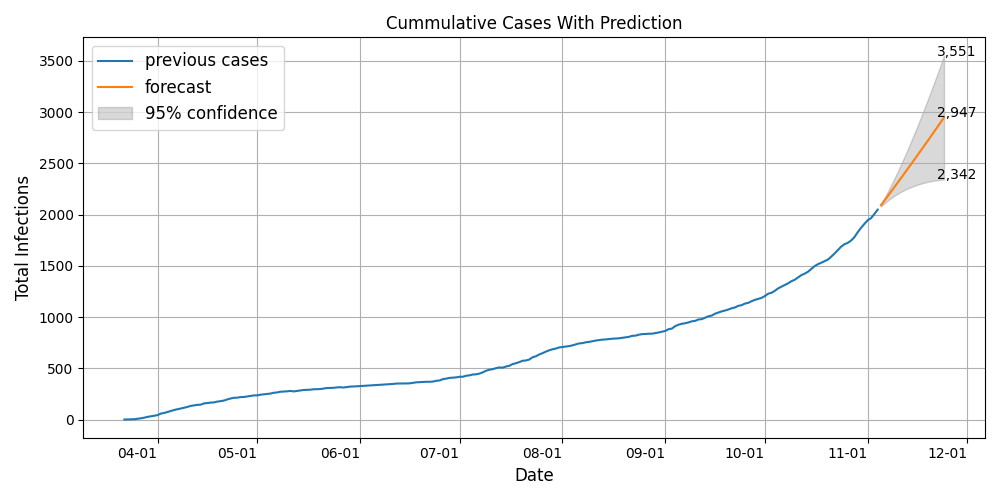 Cummulative Cases With Prediction
previous cases
forecast
95% confidence
3,551
2,947
2,342
Total Infections
3500
3000
2500
2000
1500
1000
500
0
04-01 05-01 06-01 07-01 08-01 09-01 10-01 11-01 12-01
Date